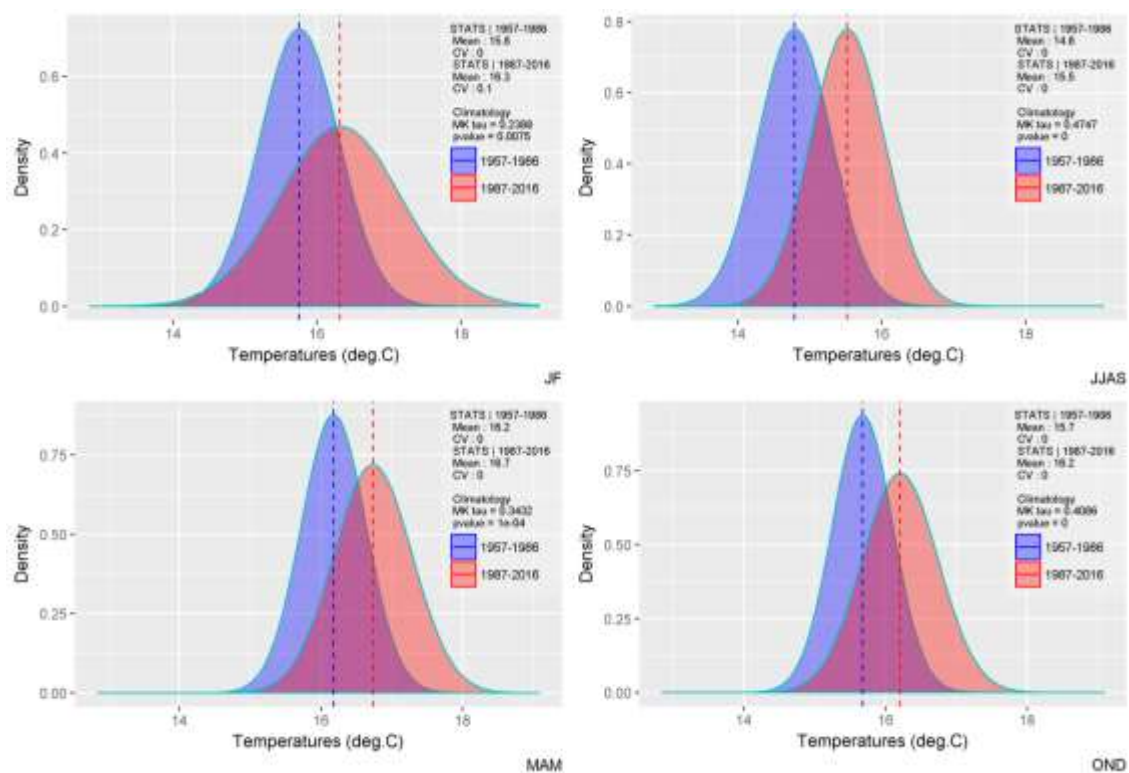 STATS | 1957-1986
Mean : 15.8
CV : 0
STATS | 1987-2016
Mean : 16.3
CV : 0.1
Climatology
MK tau = 0.2388
pvalue = 0.0075
1957-1986
1987-2016
Density
0.6
0.4
0.2
0.0
14 16 18
Temperatures (deg.C)
JF
STATS | 1957-1986
Mean : 14.8
CV : 0
STATS | 1987-2016
Mean : 15.5
CV : 0
Climatology
MK tau = 0.4747
pvalue = 0
1957-1986
1987-2016
Density
0.8
0.6
0.4
0.2
0.0
14 16 18
Temperatures (deg.C)
JJAS
STATS | 1957-1986
Mean : 16.2
CV : 0
STATS | 1987-2016
Mean : 16.7
CV : 0
Climatology
MK tau = 0.3432
pvalue = 1e-04
1957-1986
1987-2016
Density
0.75
0.50
0.25
0.00
14 16 18
Temperatures (deg.C)
MAM
STATS | 1957-1986
Mean : 15.7
CV : 0
STATS | 1987-2016
Mean : 16.2
CV : 0
Climatology
MK tau = 0.4086
pvalue = 0
1957-1986
1987-2016
Density
0.75
0.50
0.25
0.00
14 16 18
Temperatures (deg.C)
OND